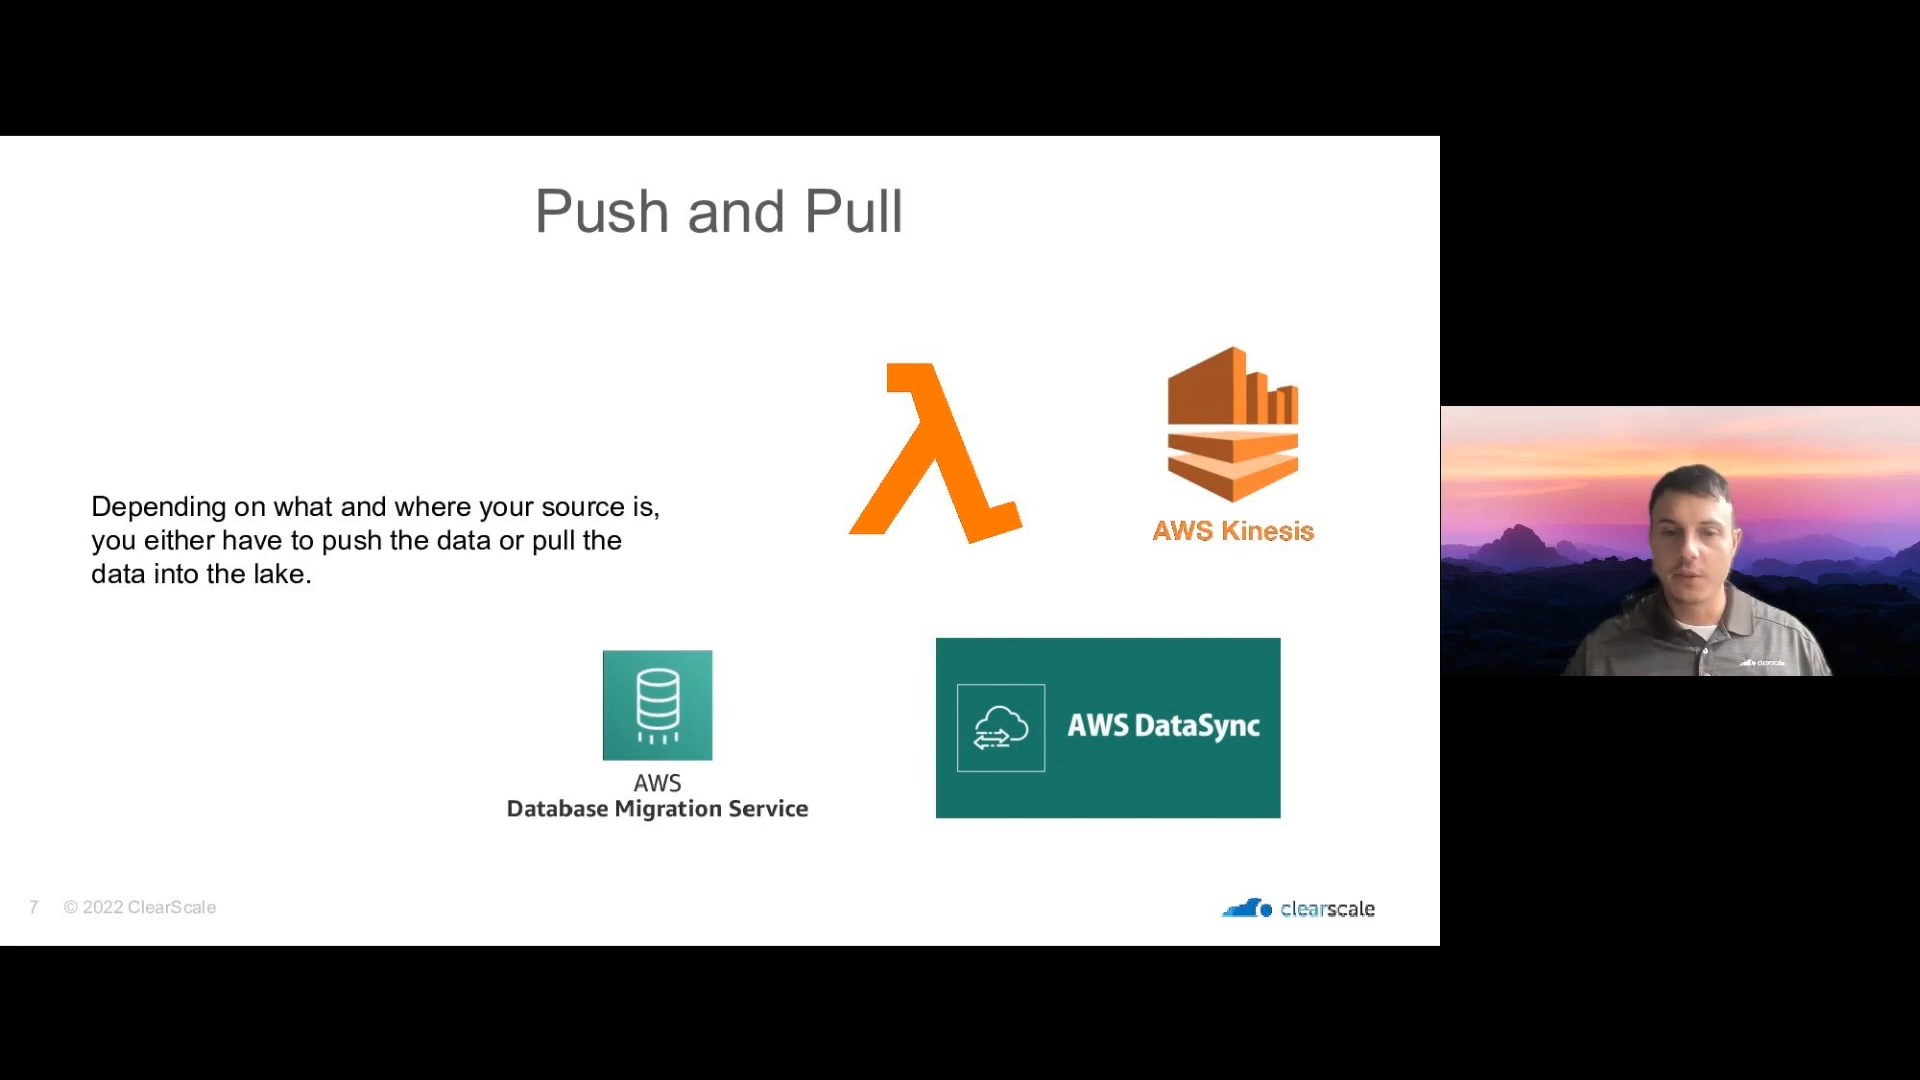 Push and Pull
Depending on what and where your source is,
you either have to push the data or pull the
data into the lake.
AWS Kinesis
AWS
Database Migration Service
AWS DataSync
7 © 2022 ClearScale
clearscale
clearscale